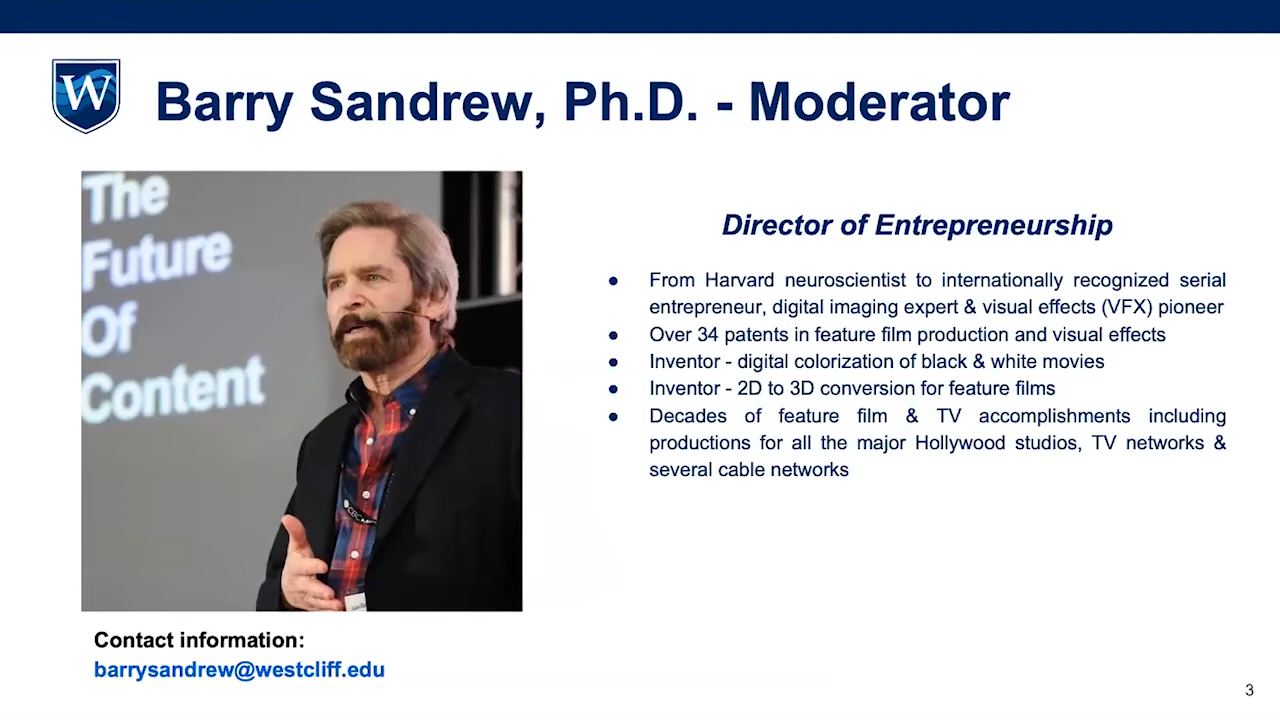 W
Barry Sandrew, Ph.D. - Moderator
The
Future
Of
Content
Director of Entrepreneurship
● From Harvard neuroscientist to internationally recognized serial
entrepreneur, digital imaging expert & visual effects (VFX) pioneer
● Over 34 patents in feature film production and visual effects
● Inventor - digital colorization of black & white movies
● Inventor - 2D to 3D conversion for feature films
● Decades of feature film & TV accomplishments including
productions for all the major Hollywood studios, TV networks &
several cable networks
Contact information:
barrysandrew@westcliff.edu
3